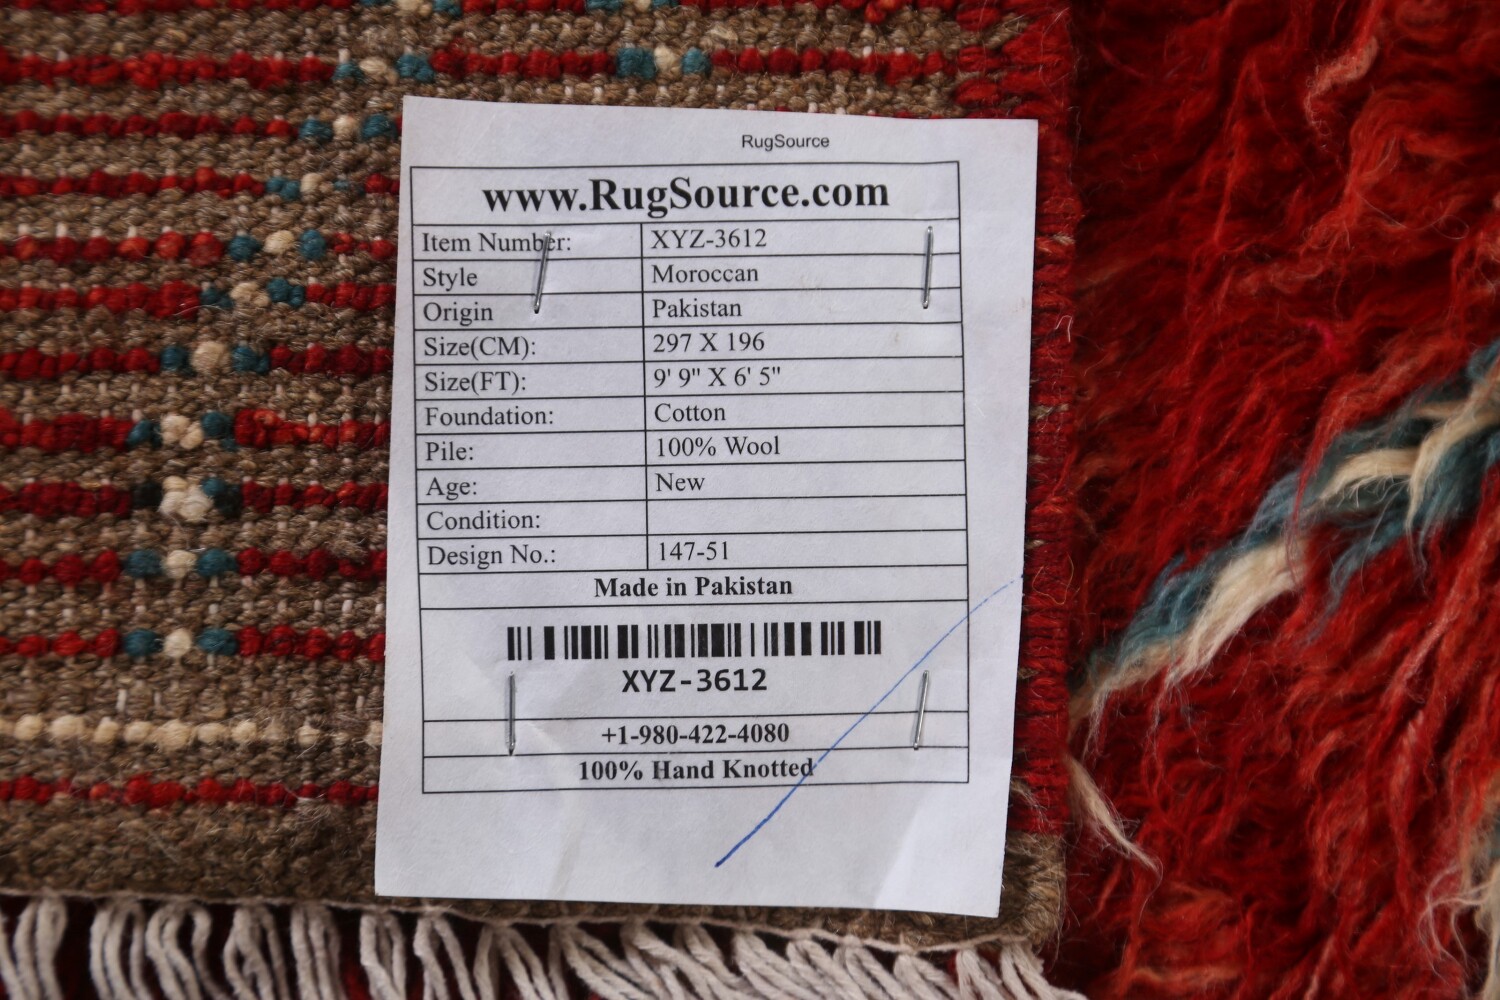 RugSource
www.RugSource.com
Item Number: XYZ-3612
Style Moroccan
Origin Pakistan
Size(CM): 297 X 196
Size(FT): 9' 9" X 6' 5"
Foundation: Cotton
Pile: 100% Wool
Age: New
Condition:
Design No.: 147-51
Made in Pakistan
XYZ-3612
+1-980-422-4080
100% Hand Knotted